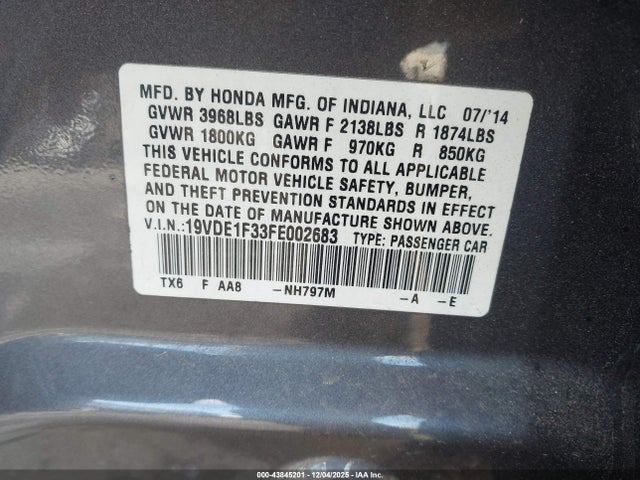 MFD. BY HONDA MFG. OF INDIANA, LLC 07/'14
GVWR 3968LBS GAWR F 2138LBS R 1874LBS
GVWR 1800KG GAWR F 970KG R 850KG
THIS VEHICLE CONFORMS TO ALL APPLICABLE
FEDERAL MOTOR VEHICLE SAFETY, BUMPER,
AND THEFT PREVENTION STANDARDS IN EFFECT
ON THE DATE OF MANUFACTURE SHOWN ABOVE.
V.I.N.:19VDE1F33FE002683 TYPE: PASSENGER CAR
TX6 F AA8 -NH797M -A -E
000-43845201 - 12/04/2025 - IAA Inc.